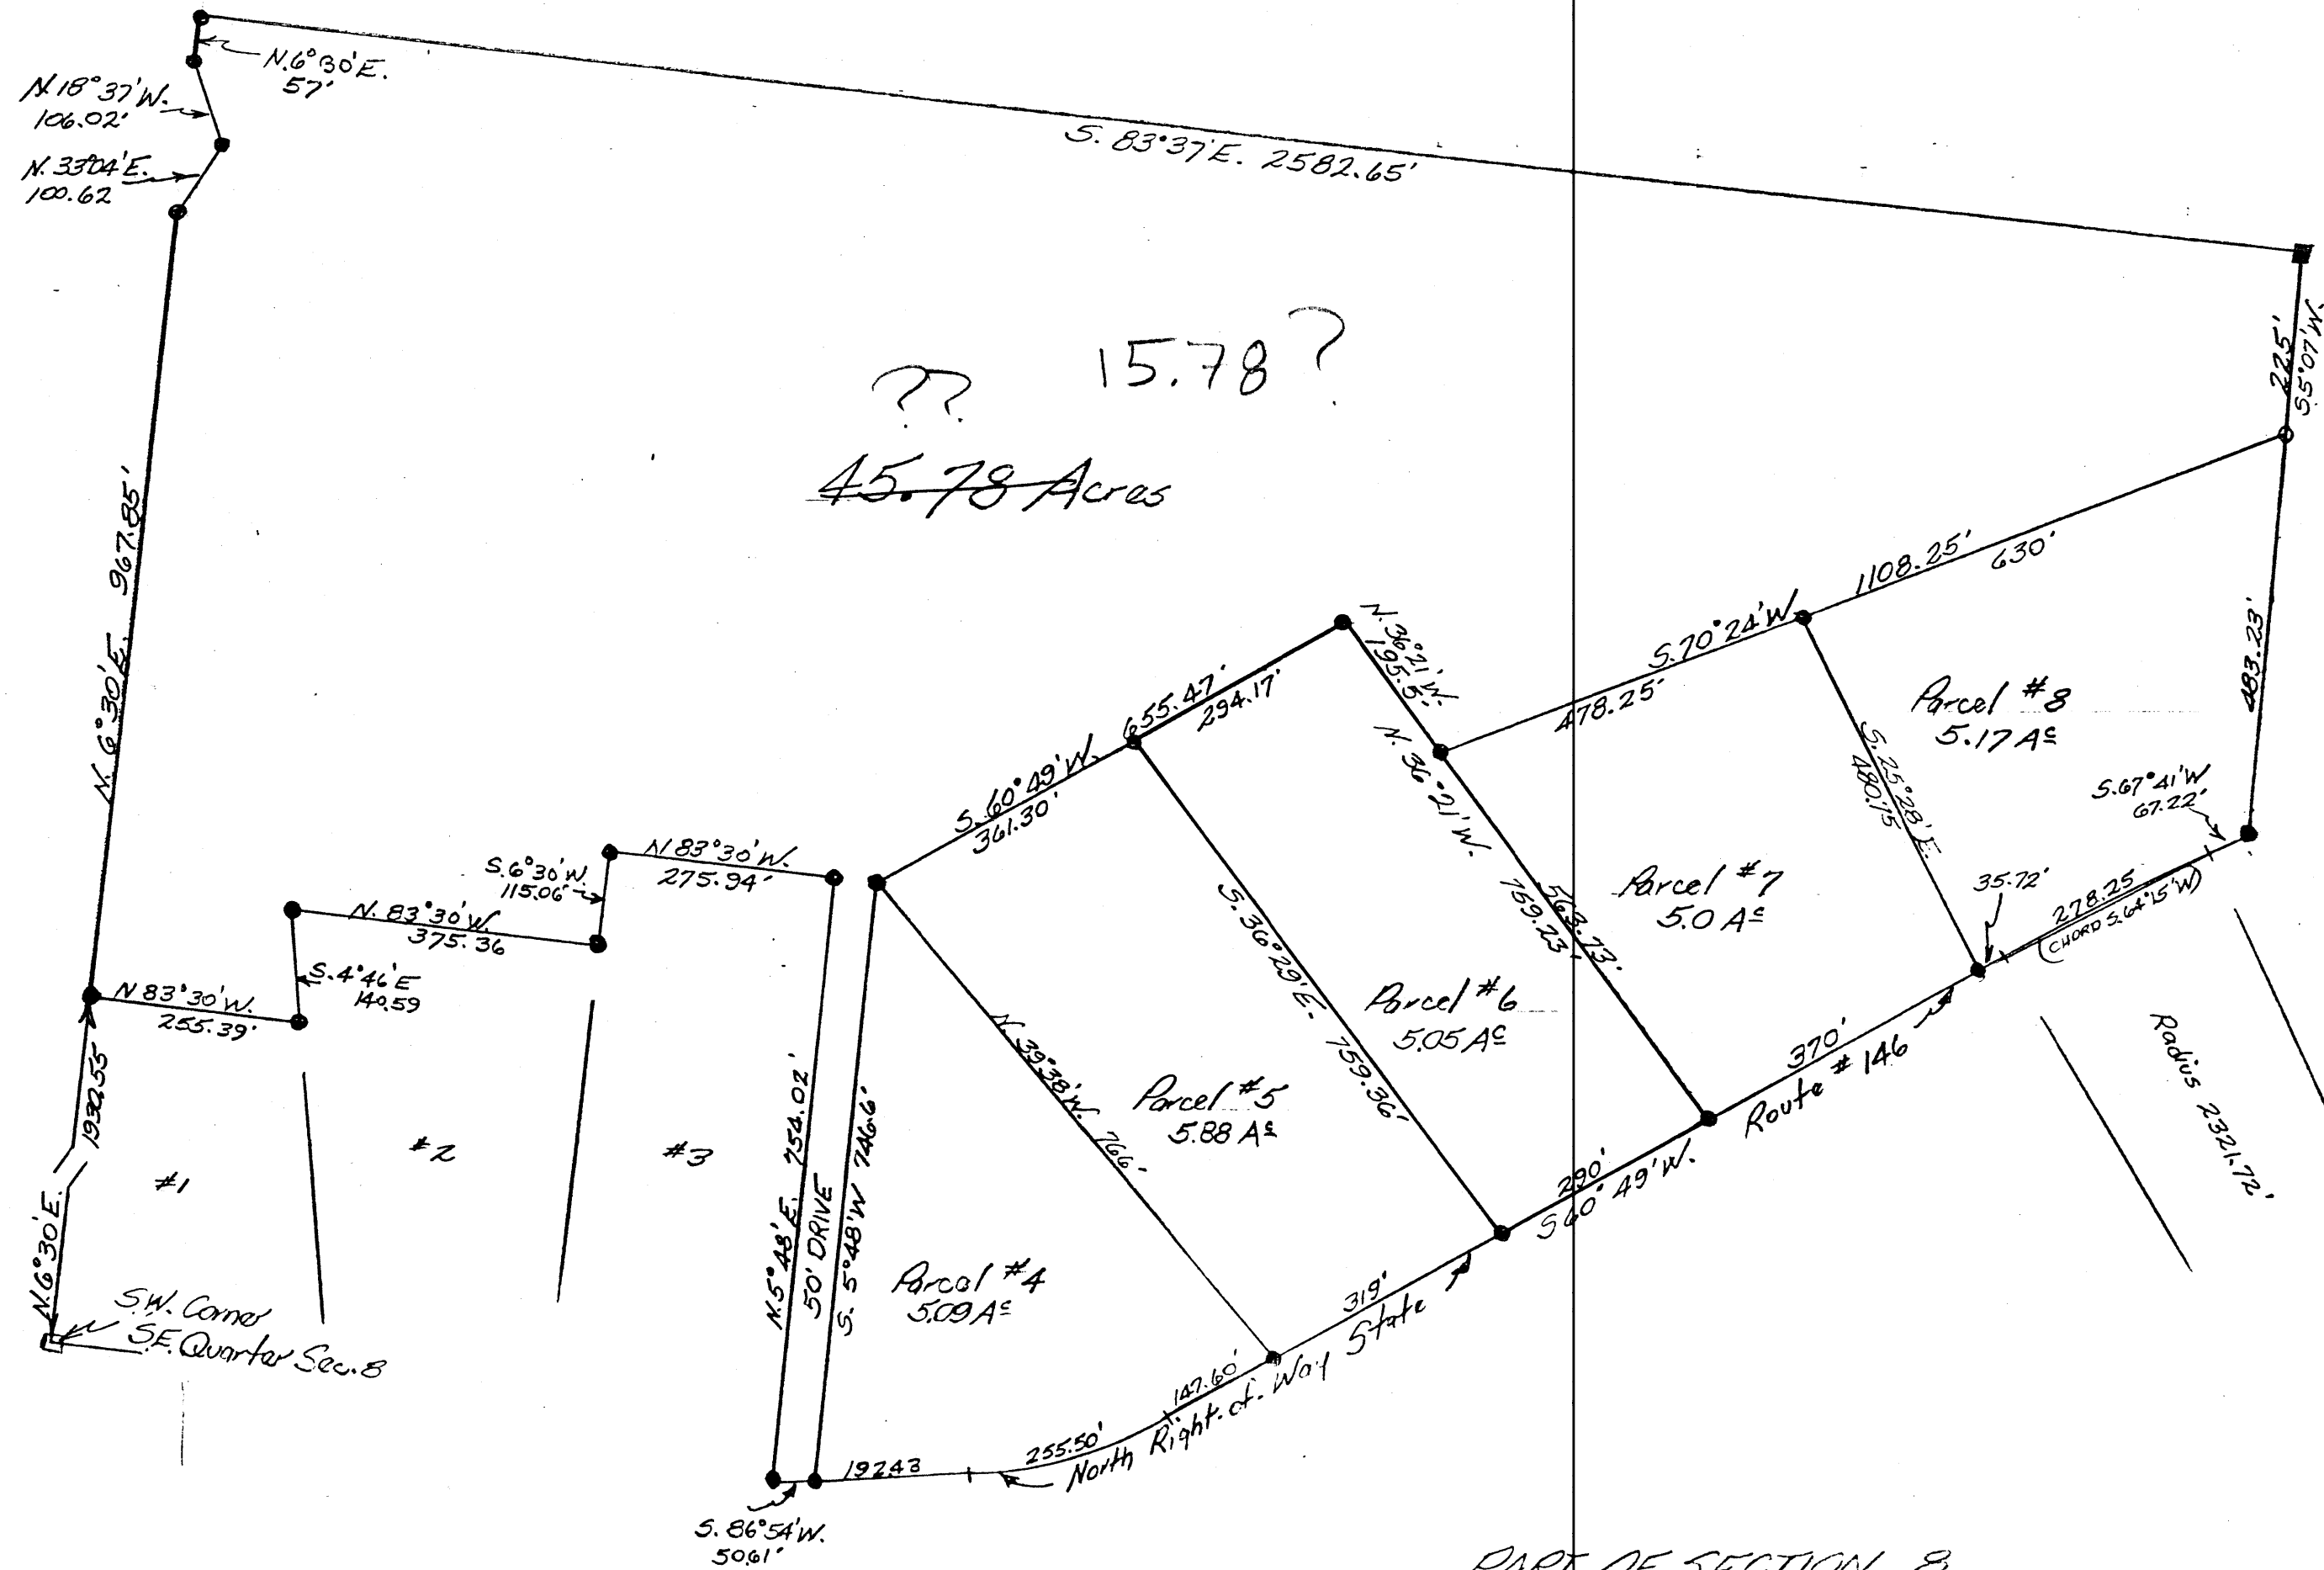 N.6°30'E.
57'
N.18°37'W.
106.02'
N.33°04'E.
100.62
S. 83°37'E. 2582.65'
225'
S5°07'W.
15.78?
??
45.78 Acres
N. 6°30'E. 967.85'
1108.25'
630'
S.70°24'W.
478.25'
483.23'
N.36°21'W.
195.5'
655.47'
294.17'
S.60°49'W.
361.30'
Parcel #8
5.17 Ac
S.25°28'E.
480.75
S.67°41'W
67.22'
N.36°21'W.
759.23'
563.73'
Parcel #7
5.0 Ac
35.72'
278.25
(CHORD S.64°15'W)
N83°30'W.
275.94'
S.6°30'W.
115.06'
N. 83°30'W.
375.36
S.4°46'E
140.59
N83°30'W.
255.39'
S.36°29'E. 759.36'
Parcel #6
5.05 Ac
370'
Route # 146
Radius 2321.72'
N.39°38'W. 766'
Parcel #5
5.88 Ac
1930.55
N.6°30'E.
#1
#2
#3
N.5°48'E. 754.02'
50' DRIVE
S. 5°48'W 746.6'
290'
S60°49'W.
Parcel #4
5.09 Ac
319'
State
S.W. Corner
S.E. Quarter Sec. 8
147.60'
North Right-of-Way
255.50'
192.43
S. 86°54'W.
50.61'
PART OF SECTION 8